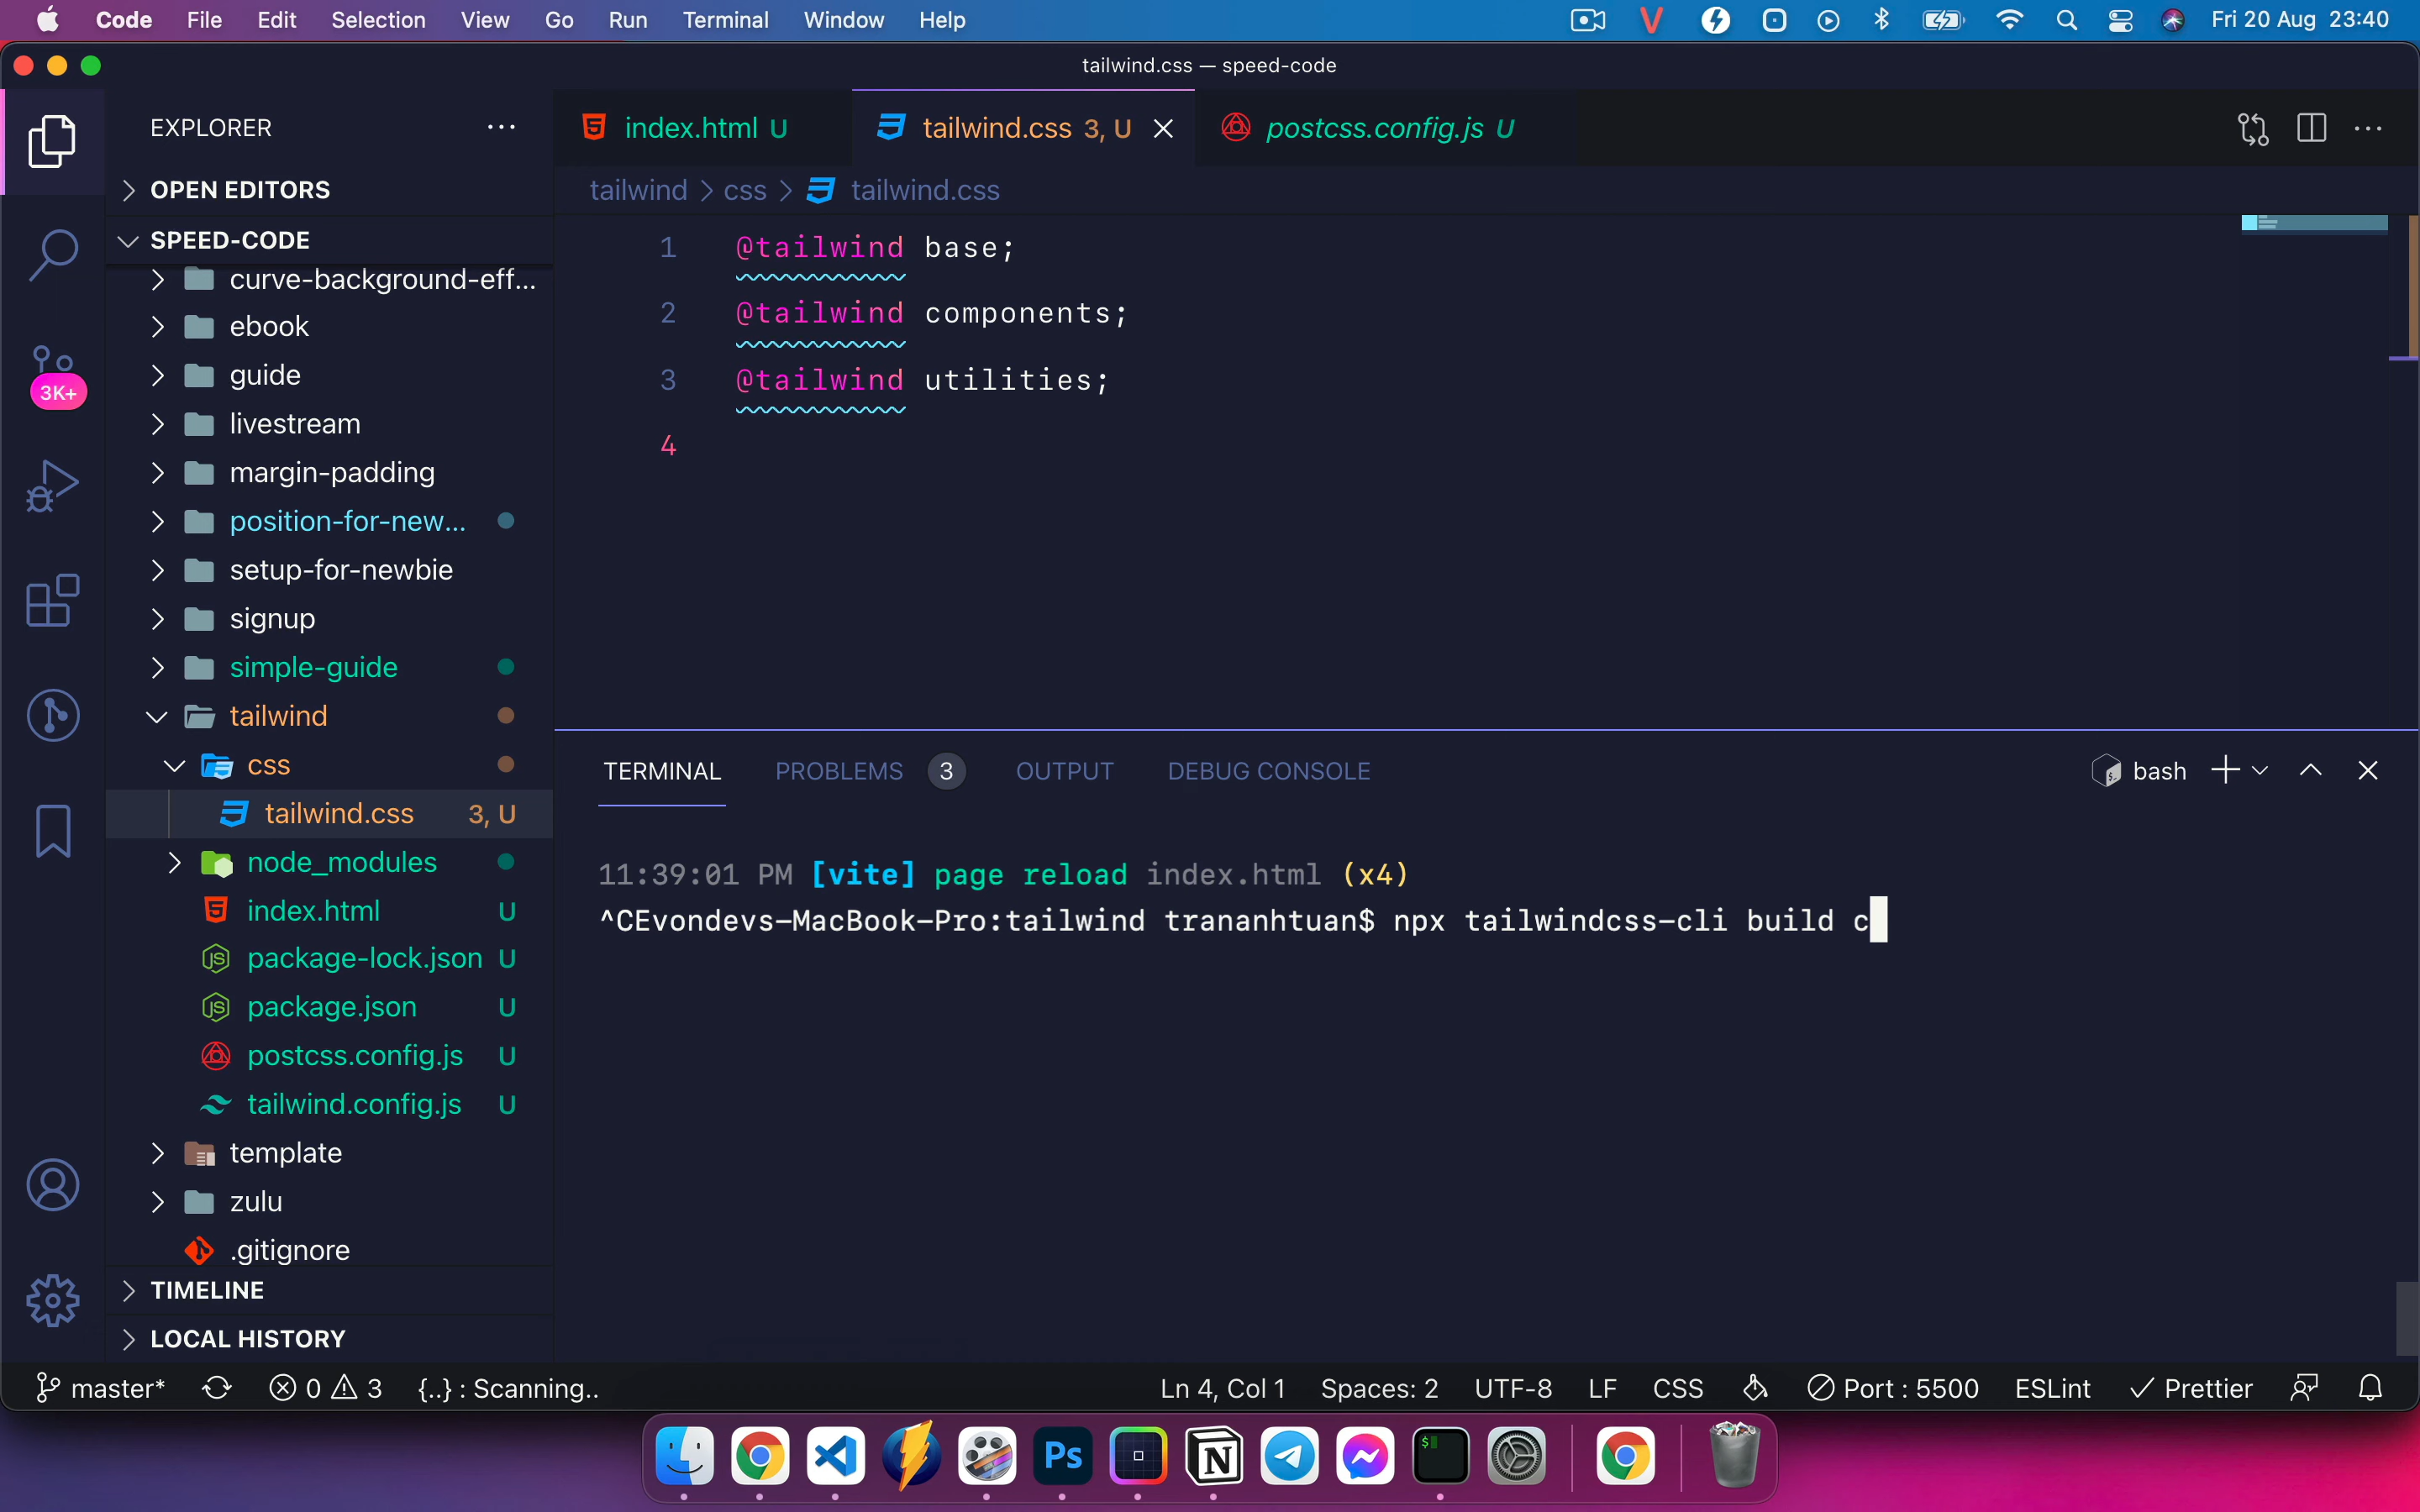 Code File Edit Selection View Go Run Terminal Window Help Fri 20 Aug 23:40
tailwind.css — speed-code
EXPLORER
OPEN EDITORS
SPEED-CODE
curve-background-eff...
ebook
guide
livestream
margin-padding
position-for-new...
setup-for-newbie
signup
simple-guide
tailwind
css
tailwind.css 3, U
node_modules
index.html U
package-lock.json U
package.json U
postcss.config.js U
tailwind.config.js U
template
zulu
.gitignore
TIMELINE
LOCAL HISTORY
3K+
index.html U tailwind.css 3, U postcss.config.js U
tailwind > css > tailwind.css
1 @tailwind base;
2 @tailwind components;
3 @tailwind utilities;
4
TERMINAL PROBLEMS 3 OUTPUT DEBUG CONSOLE bash
11:39:01 PM [vite] page reload index.html (x4)
^CEvondevs-MacBook-Pro:tailwind trananhtuan$ npx tailwindcss-cli build c
master* 0 3 {..} : Scanning.. Ln 4, Col 1 Spaces: 2 UTF-8 LF CSS Port : 5500 ESLint Prettier
Ps